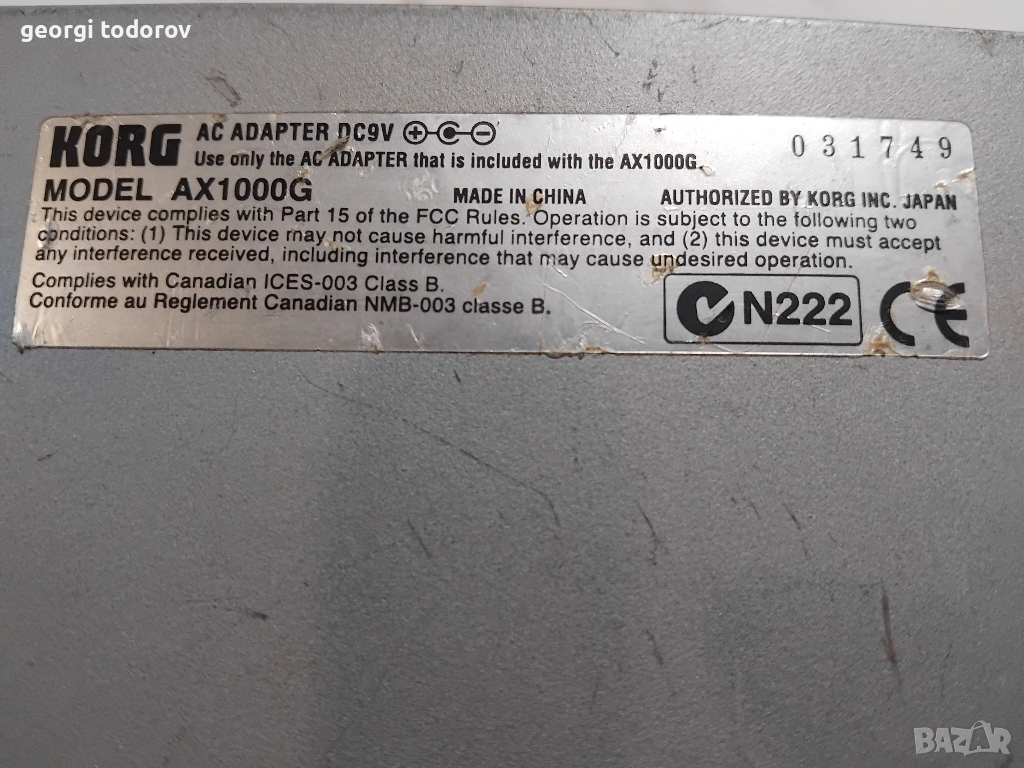 georgi todorov
KORG AC ADAPTER DC9V
031749
Use only the AC ADAPTER that is included with the AX1000G.
MODEL AX1000G MADE IN CHINA AUTHORIZED BY KORG INC. JAPAN
This device complies with Part 15 of the FCC Rules. Operation is subject to the following two
conditions: (1) This device may not cause harmful interference, and (2) this device must accept
any interference received, including interference that may cause undesired operation.
Complies with Canadian ICES-003 Class B.
Conforme au Reglement Canadian NMB-003 classe B.
N222 CE
BAZAR